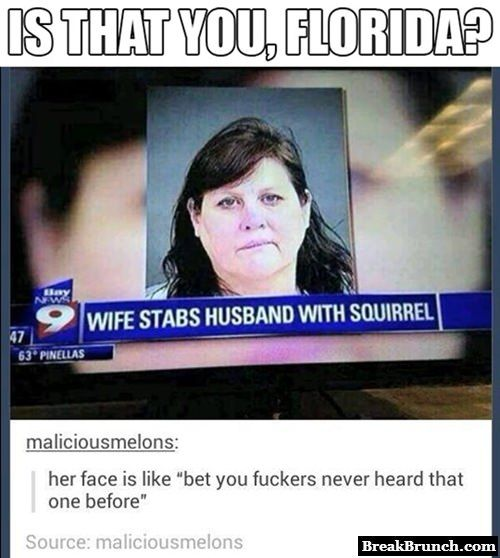 IS THAT YOU, FLORIDA?
Bay
NEWS
9
WIFE STABS HUSBAND WITH SQUIRREL
47
63° PINELLAS
maliciousmelons:
her face is like "bet you fuckers never heard that
one before"
Source: maliciousmelons
BreakBrunch.com